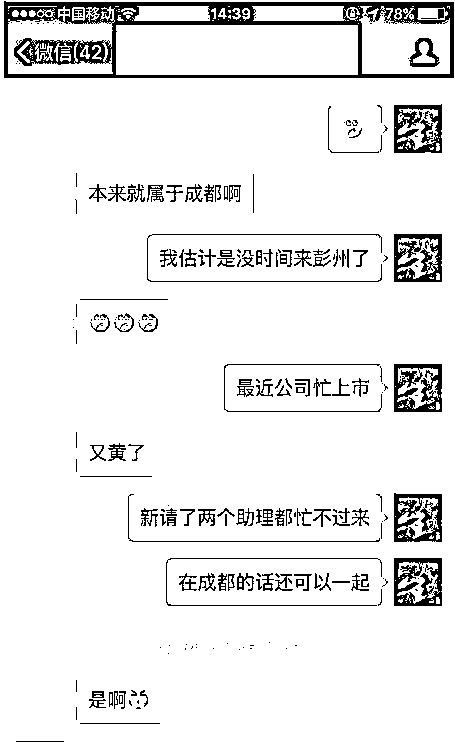 中国移动 14:39 78%
微信(42)
本来就属于成都啊
我估计是没时间来彭州了
最近公司忙上市
又黄了
新请了两个助理都忙不过来
在成都的话还可以一起
是啊